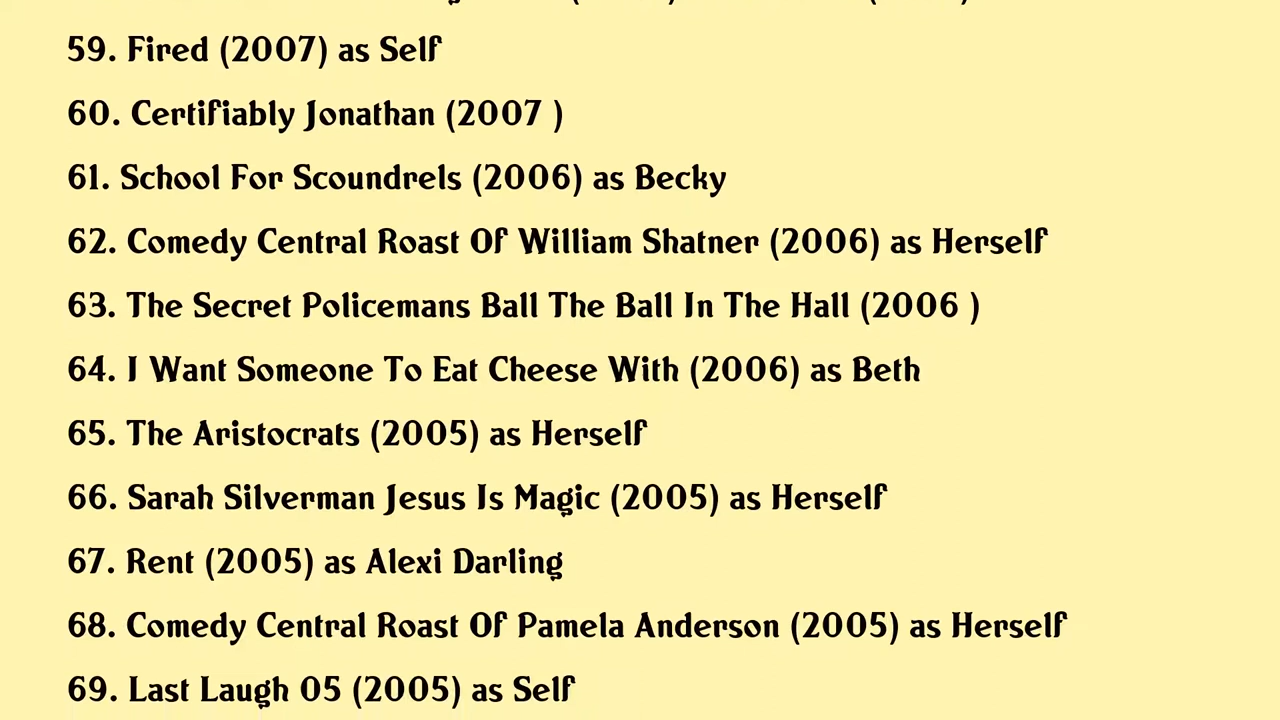 59. Fired (2007) as Self
60. Certifiably Jonathan (2007 )
61. School For Scoundrels (2006) as Becky
62. Comedy Central Roast Of William Shatner (2006) as Herself
63. The Secret Policemans Ball The Ball In The Hall (2006 )
64. I Want Someone To Eat Cheese With (2006) as Beth
65. The Aristocrats (2005) as Herself
66. Sarah Silverman Jesus Is Magic (2005) as Herself
67. Rent (2005) as Alexi Darling
68. Comedy Central Roast Of Pamela Anderson (2005) as Herself
69. Last Laugh 05 (2005) as Self